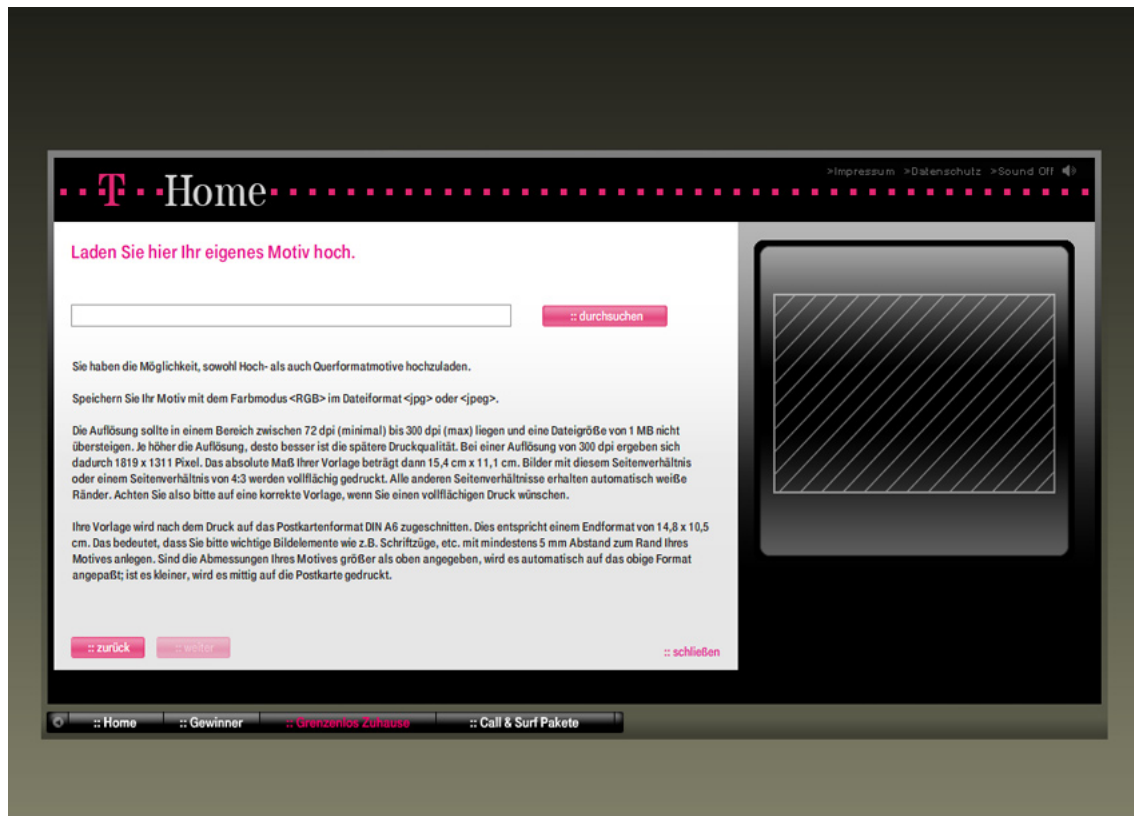 >Impressum >Datenschutz >Sound Off
T Home
Laden Sie hier Ihr eigenes Motiv hoch.
:: durchsuchen
Sie haben die Möglichkeit, sowohl Hoch- als auch Querformatmotive hochzuladen.
Speichern Sie Ihr Motiv mit dem Farbmodus <RGB> im Dateiformat <jpg> oder <jpeg>.
Die Auflösung sollte in einem Bereich zwischen 72 dpi (minimal) bis 300 dpi (max) liegen und eine Dateigröße von 1 MB nicht
übersteigen. Je höher die Auflösung, desto besser ist die spätere Druckqualität. Bei einer Auflösung von 300 dpi ergeben sich
dadurch 1819 x 1311 Pixel. Das absolute Maß Ihrer Vorlage beträgt dann 15,4 cm x 11,1 cm. Bilder mit diesem Seitenverhältnis
oder einem Seitenverhältnis von 4:3 werden vollflächig gedruckt. Alle anderen Seitenverhältnisse erhalten automatisch weiße
Ränder. Achten Sie also bitte auf eine korrekte Vorlage, wenn Sie einen vollflächigen Druck wünschen.
Ihre Vorlage wird nach dem Druck auf das Postkartenformat DIN A6 zugeschnitten. Dies entspricht einem Endformat von 14,8 x 10,5
cm. Das bedeutet, dass Sie bitte wichtige Bildelemente wie z.B. Schriftzüge, etc. mit mindestens 5 mm Abstand zum Rand Ihres
Motives anlegen. Sind die Abmessungen Ihres Motives größer als oben angegeben, wird es automatisch auf das obige Format
angepaßt; ist es kleiner, wird es mittig auf die Postkarte gedruckt.
:: zurück :: weiter :: schließen
:: Home :: Gewinner :: Grenzenlos Zuhause :: Call & Surf Pakete